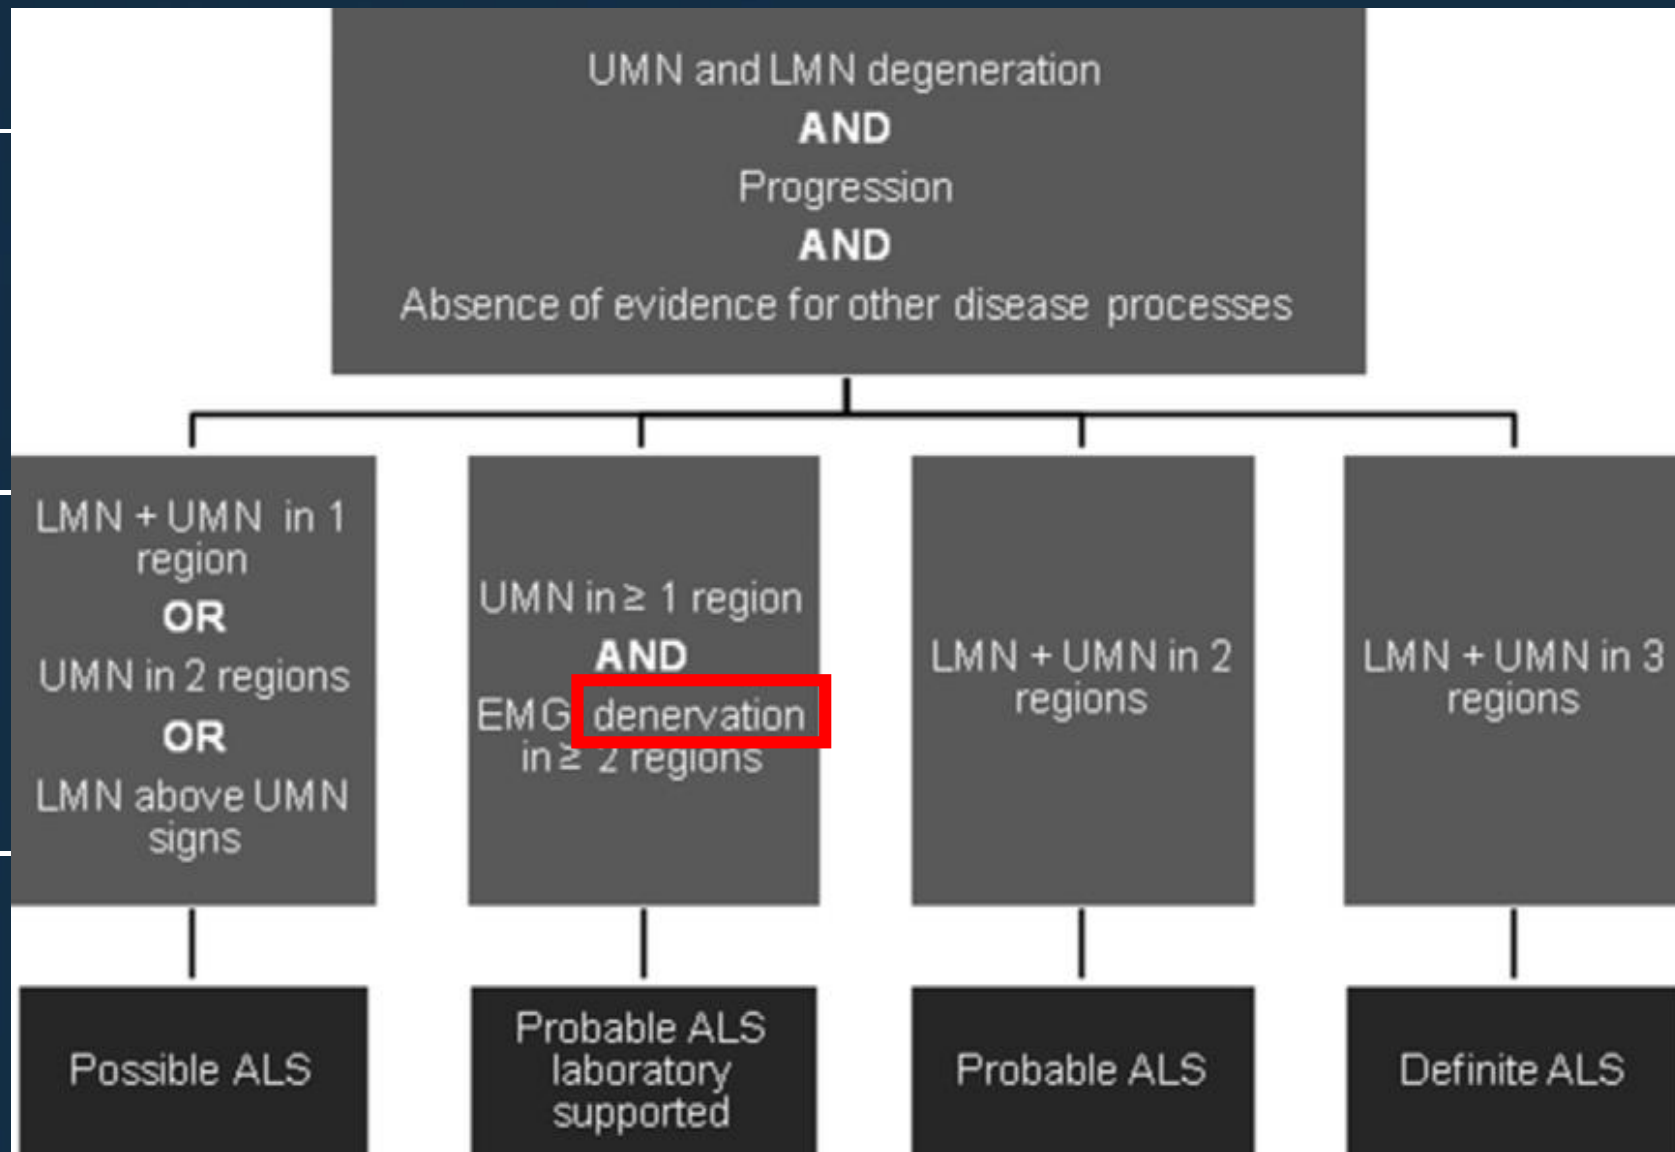 UMN and LMN degeneration
AND
Progression
AND
Absence of evidence for other disease processes
LMN + UMN in 1
region
OR
UMN in 2 regions
OR
LMN above UMN
signs
UMN in ≥ 1 region
AND
EMG denervation
in ≥ 2 regions
LMN + UMN in 2
regions
LMN + UMN in 3
regions
Possible ALS
Probable ALS
laboratory
supported
Probable ALS
Definite ALS